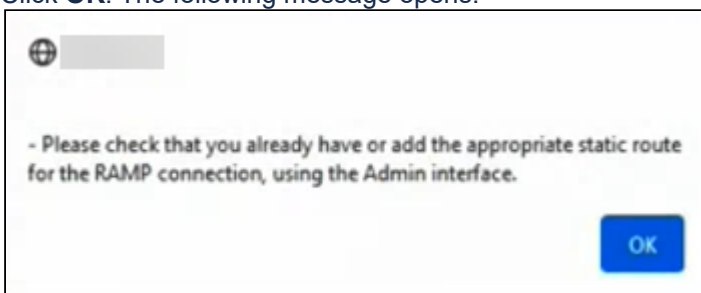 Click OK. The following message opens:
- Please check that you already have or add the appropriate static route
for the RAMP connection, using the Admin interface.
OK